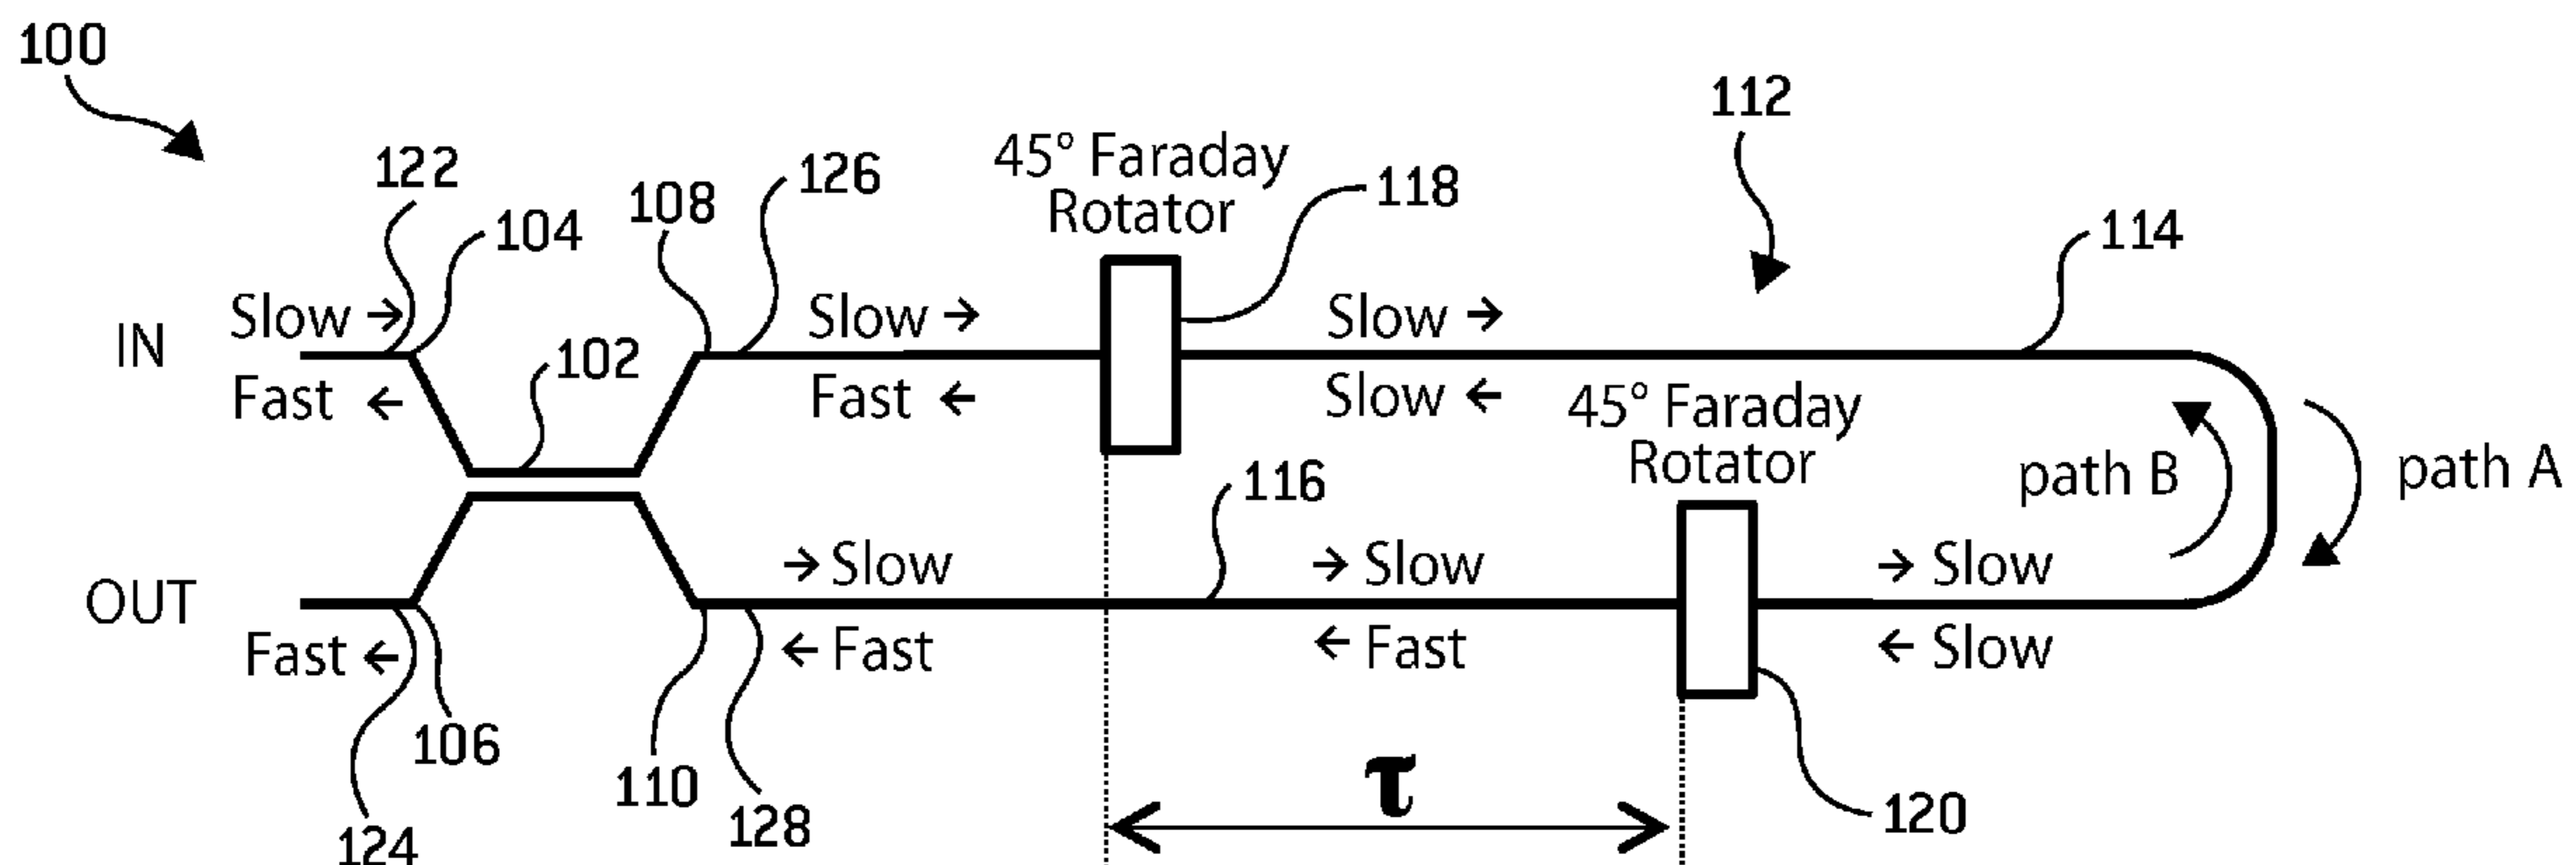 100
112
45° Faraday
Rotator
122
126
108
118
104
114
Slow →
Slow →
Slow →
IN
102
Fast ←
Fast ←
Slow ←
45° Faraday
Rotator
path B
path A
116
→ Slow
→ Slow
→ Slow
OUT
Fast ←
← Fast
← Fast
← Slow
106
110
128
τ
120
124